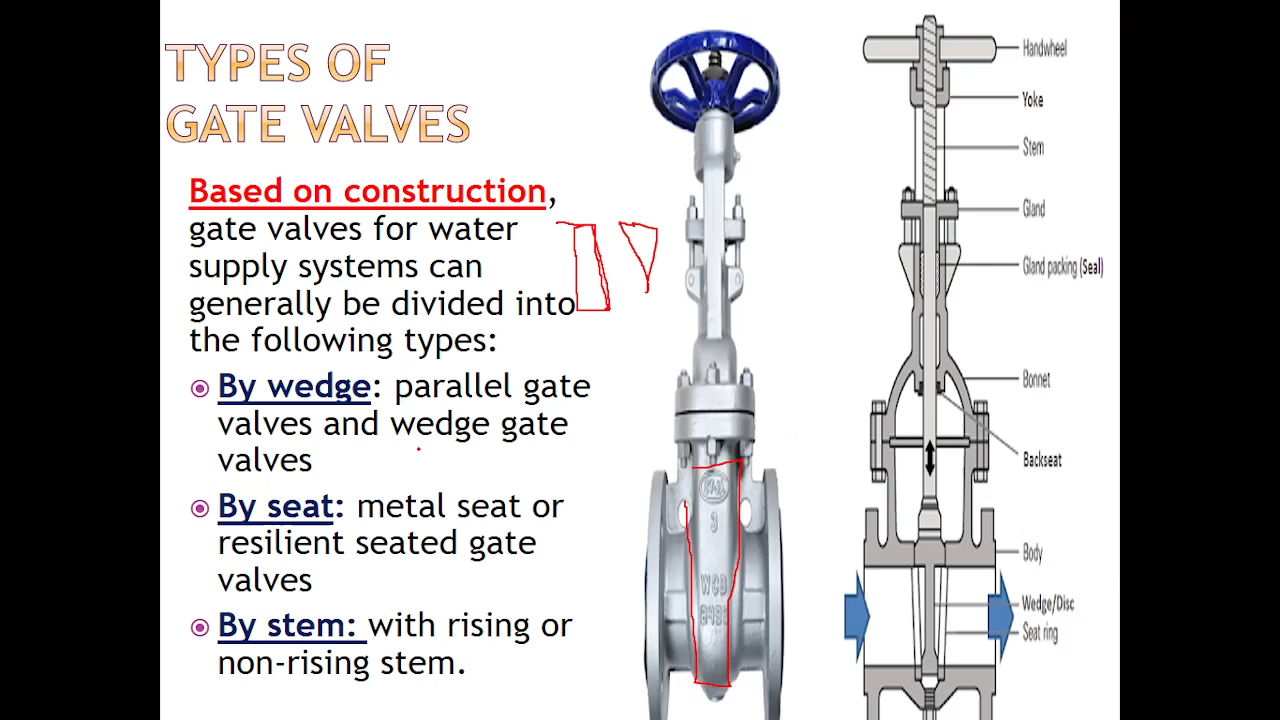 TYPES OF
GATE VALVES
Based on construction,
gate valves for water
supply systems can
generally be divided into
the following types:
By wedge: parallel gate
valves and wedge gate
valves
By seat: metal seat or
resilient seated gate
valves
By stem: with rising or
non-rising stem.
3
WCB
Handwheel
Yoke
Stem
Gland
Gland packing (Seal)
Bonnet
Backseat
Body
Wedge/Disc
Seat ring